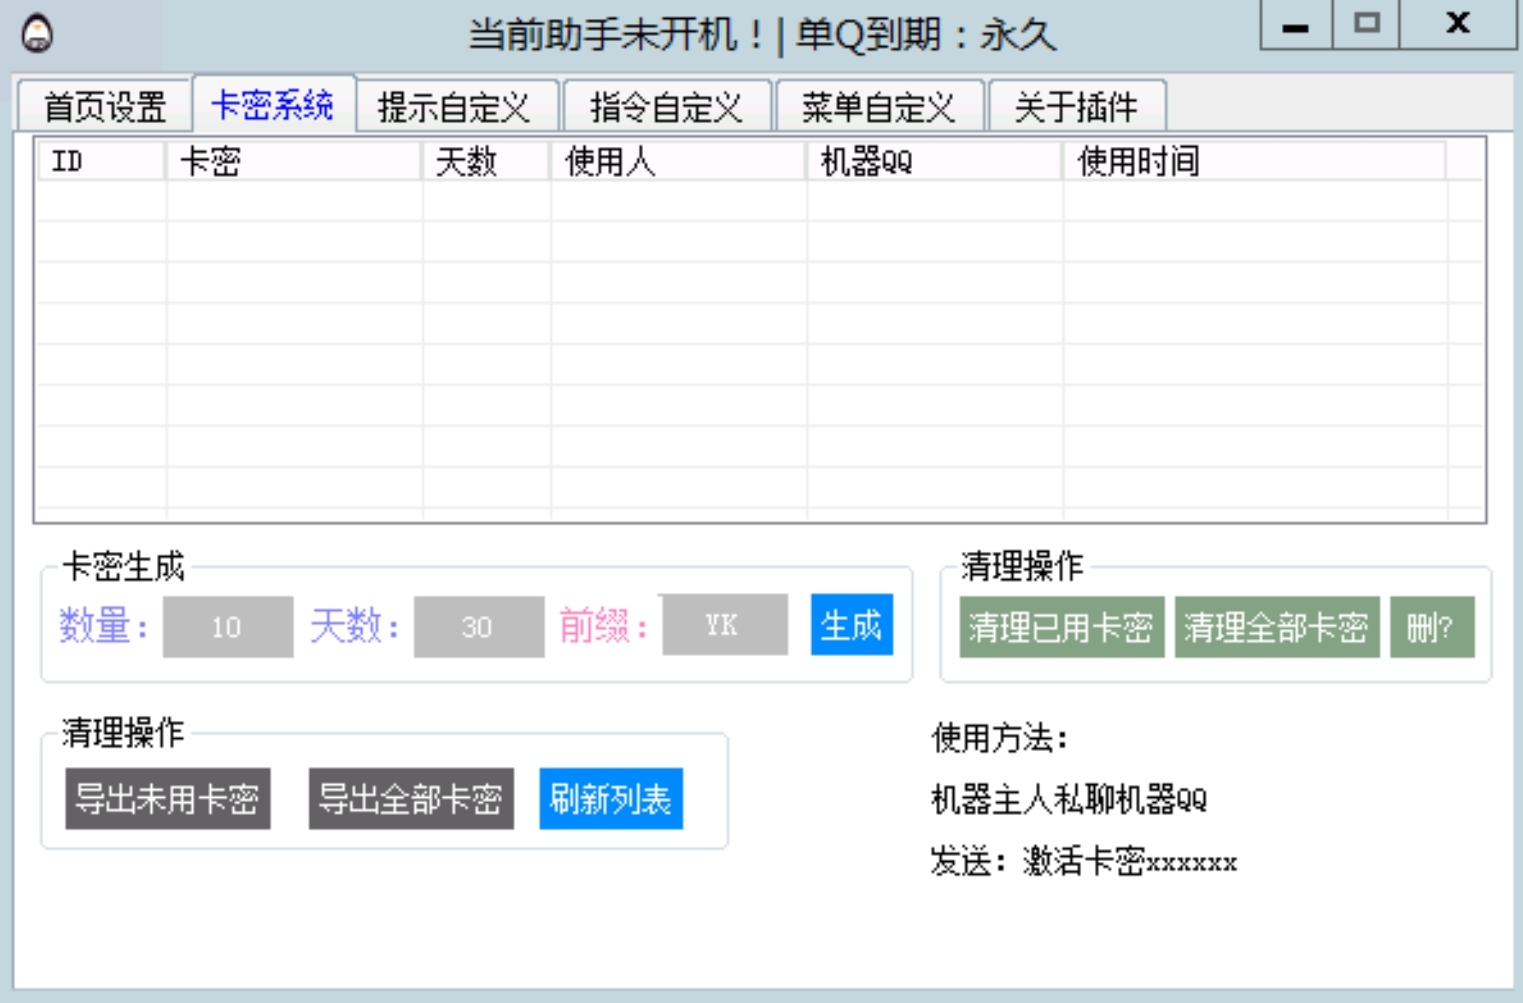 当前助手未开机！| 单Q到期：永久
首页设置 卡密系统 提示自定义 指令自定义 菜单自定义 关于插件
ID 卡密 天数 使用人 机器QQ 使用时间
卡密生成
数量： 10 天数： 30 前缀： YK 生成
清理操作
清理已用卡密 清理全部卡密 删?
清理操作
导出未用卡密 导出全部卡密 刷新列表
使用方法：
机器主人私聊机器QQ
发送：激活卡密xxxxxx